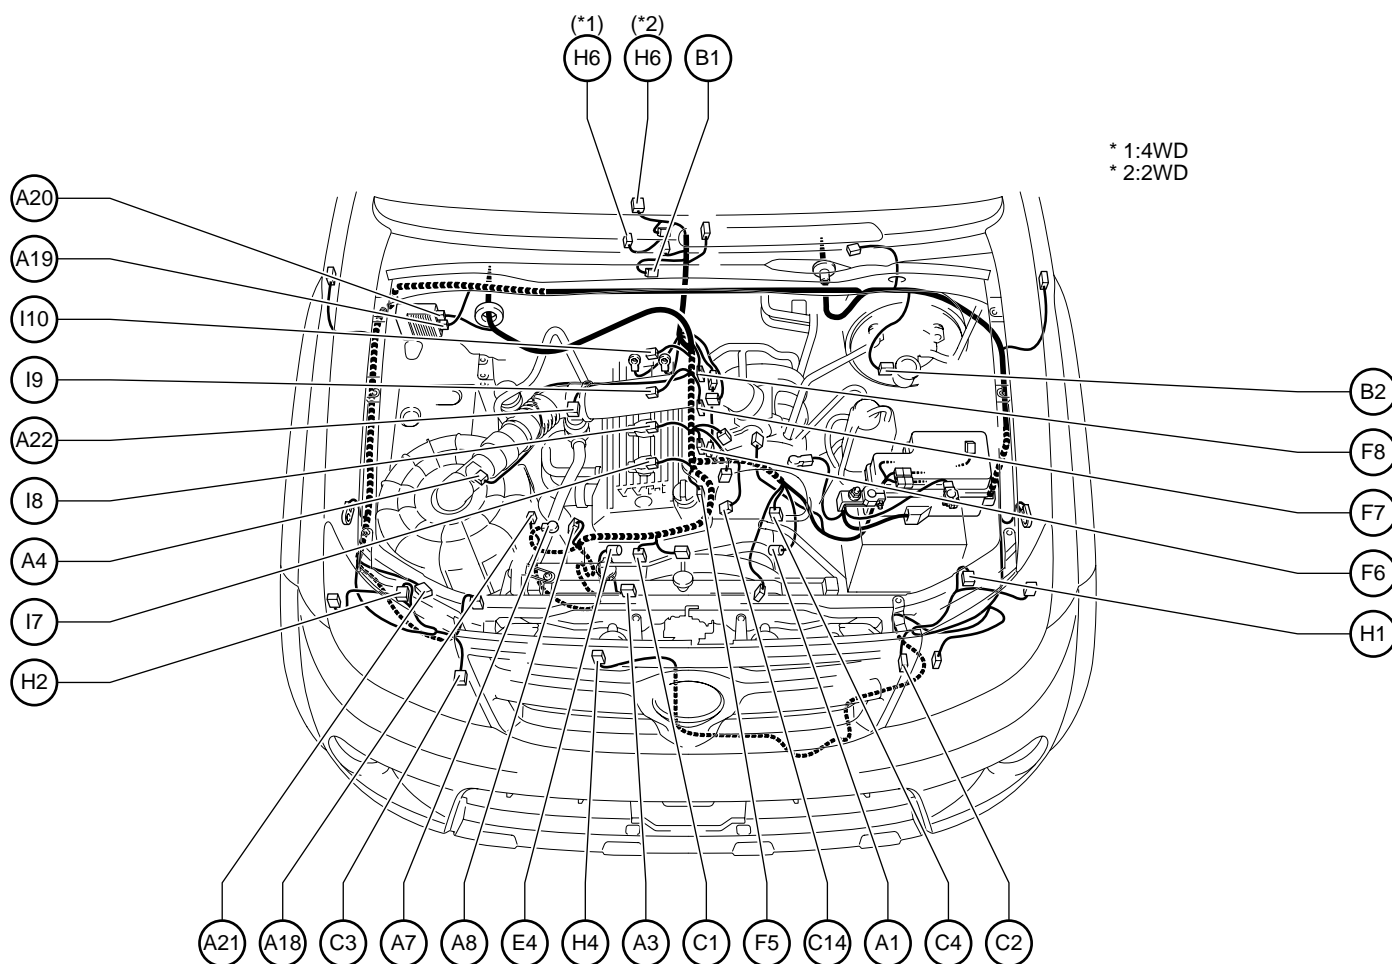 (*1) (*2)
H6 H6 B1
* 1:4WD
* 2:2WD
A20
A19
I10
I9
A22
I8
A4
I7
H2
B2
F8
F7
F6
H1
A21 A18 C3 A7 A8 E4 H4 A3 C1 F5 C14 A1 C4 C2